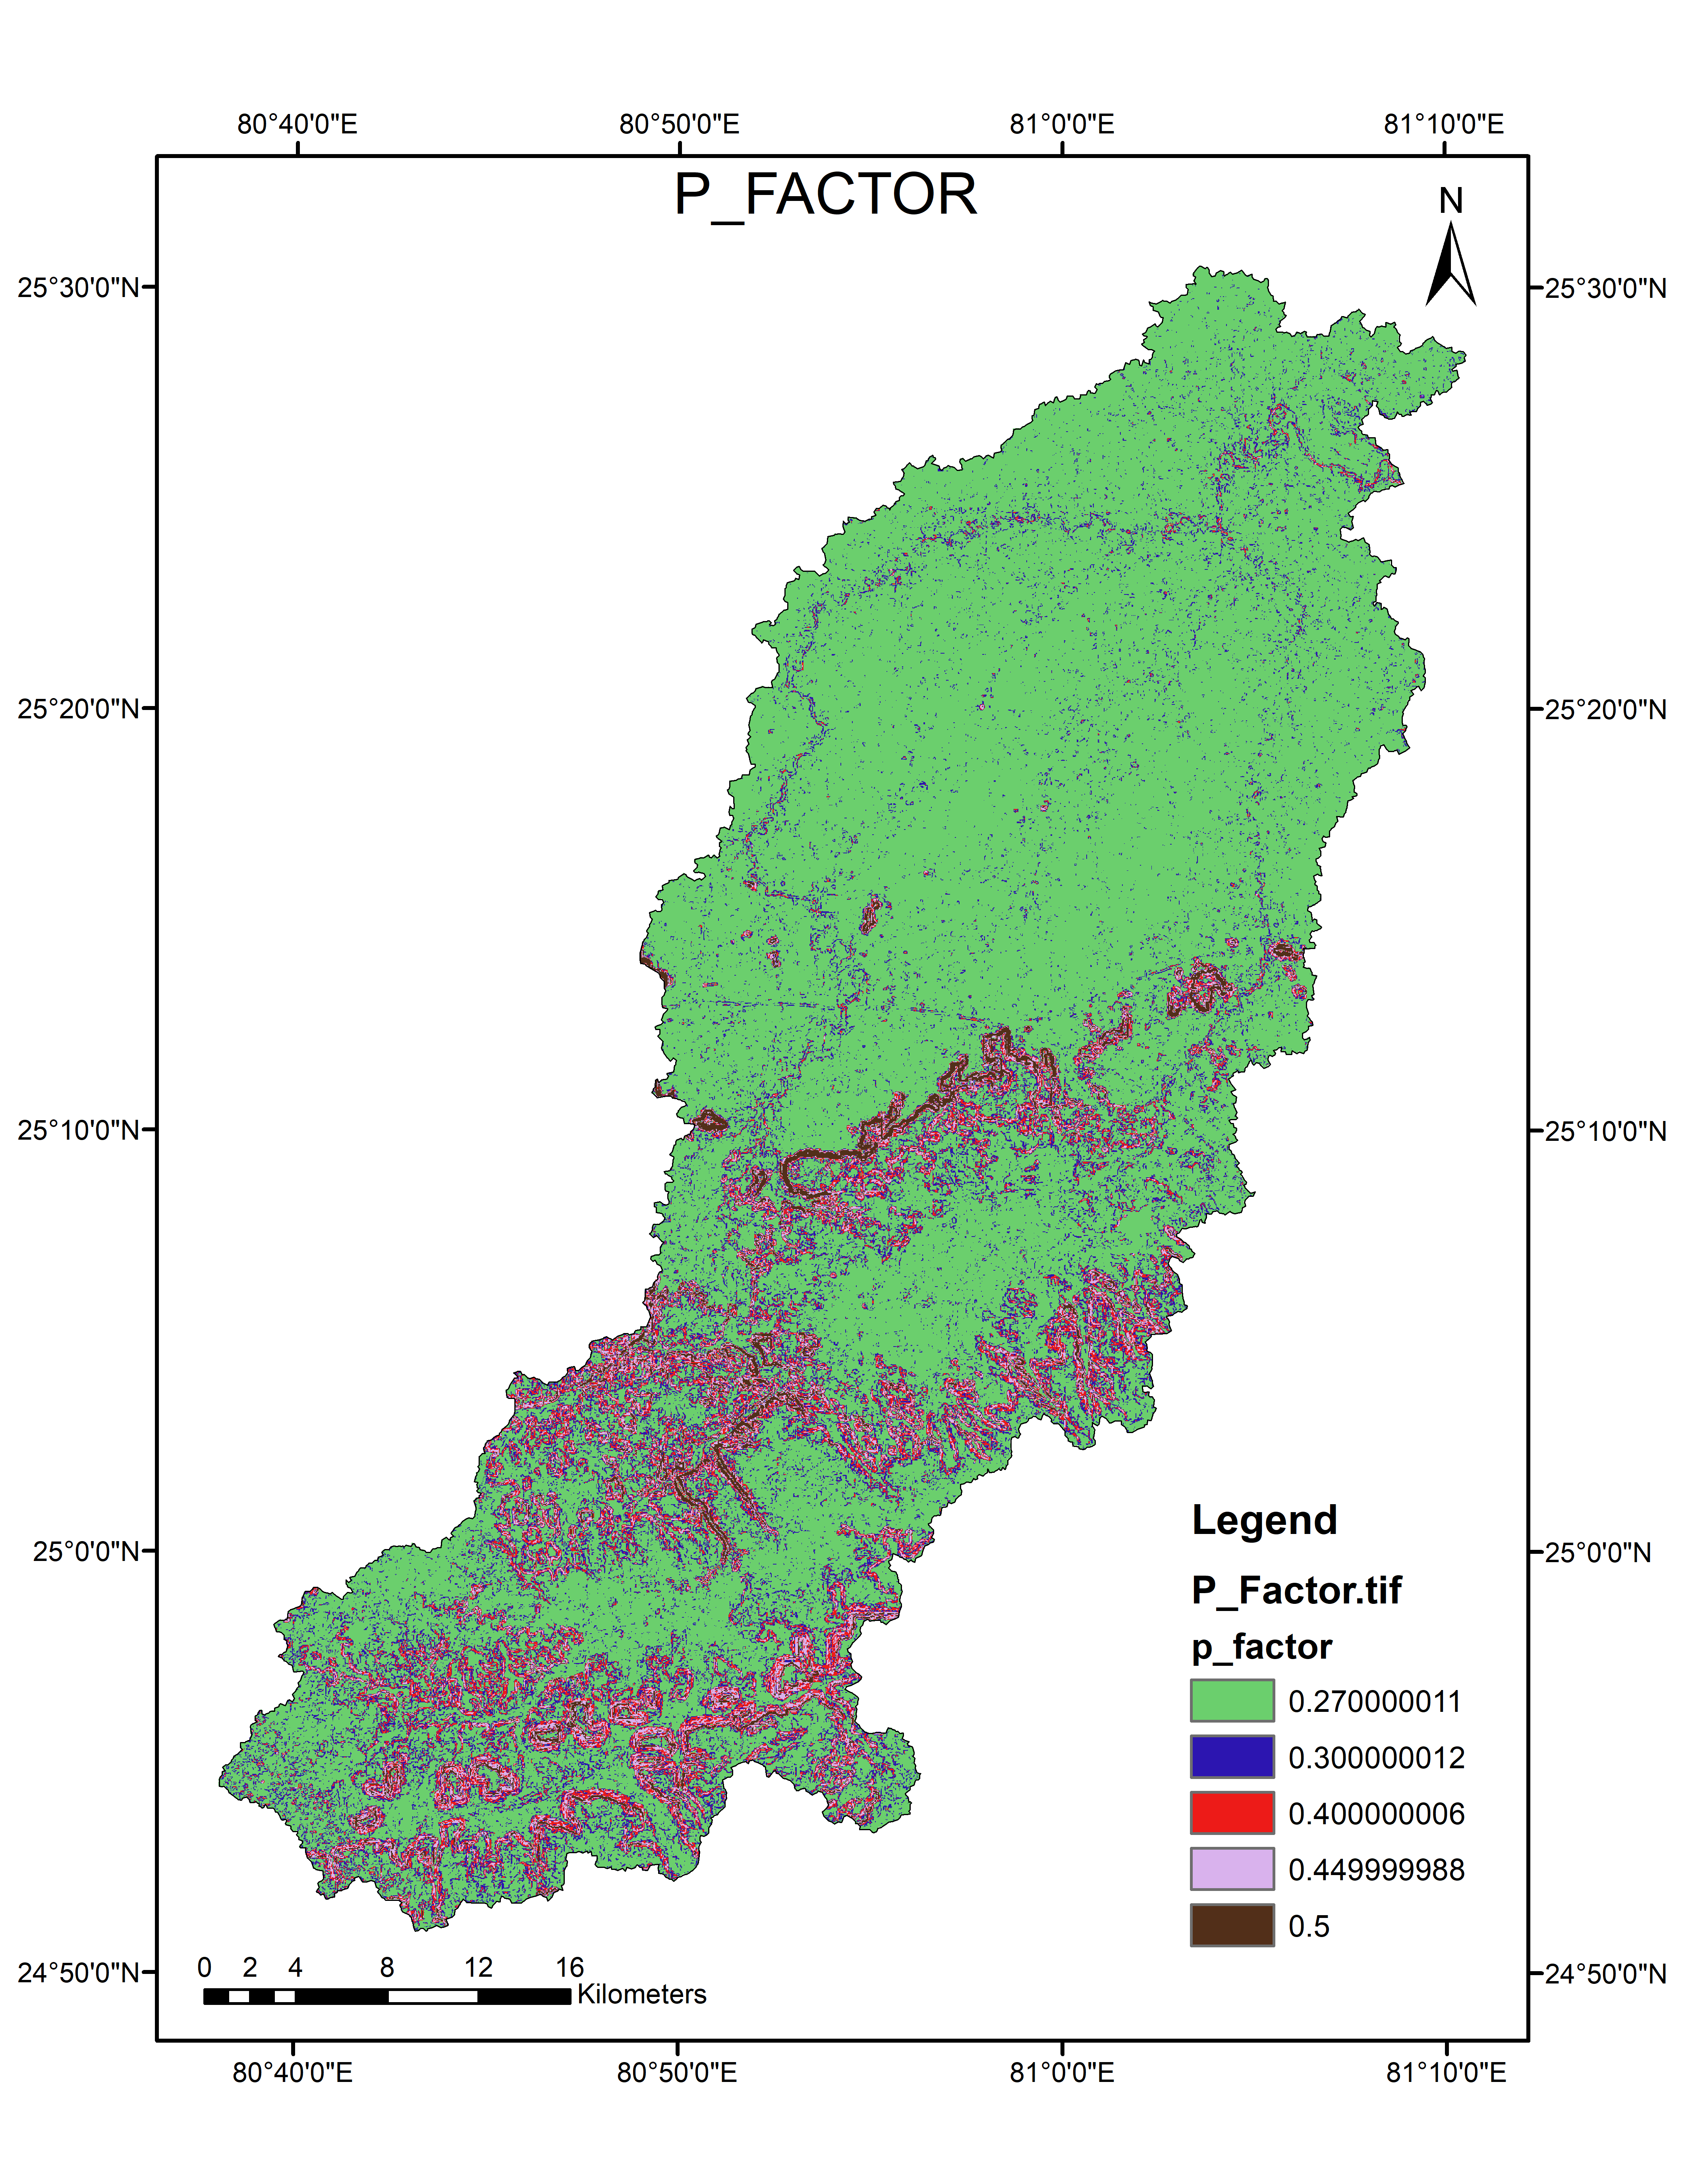 80°40'0"E 80°50'0"E 81°0'0"E 81°10'0"E
P_FACTOR
N
25°30'0"N 25°30'0"N
25°20'0"N 25°20'0"N
25°10'0"N 25°10'0"N
25°0'0"N 25°0'0"N
24°50'0"N 24°50'0"N
Legend
P_Factor.tif
p_factor
0.270000011
0.300000012
0.400000006
0.449999988
0.5
0 2 4 8 12 16
Kilometers
80°40'0"E 80°50'0"E 81°0'0"E 81°10'0"E